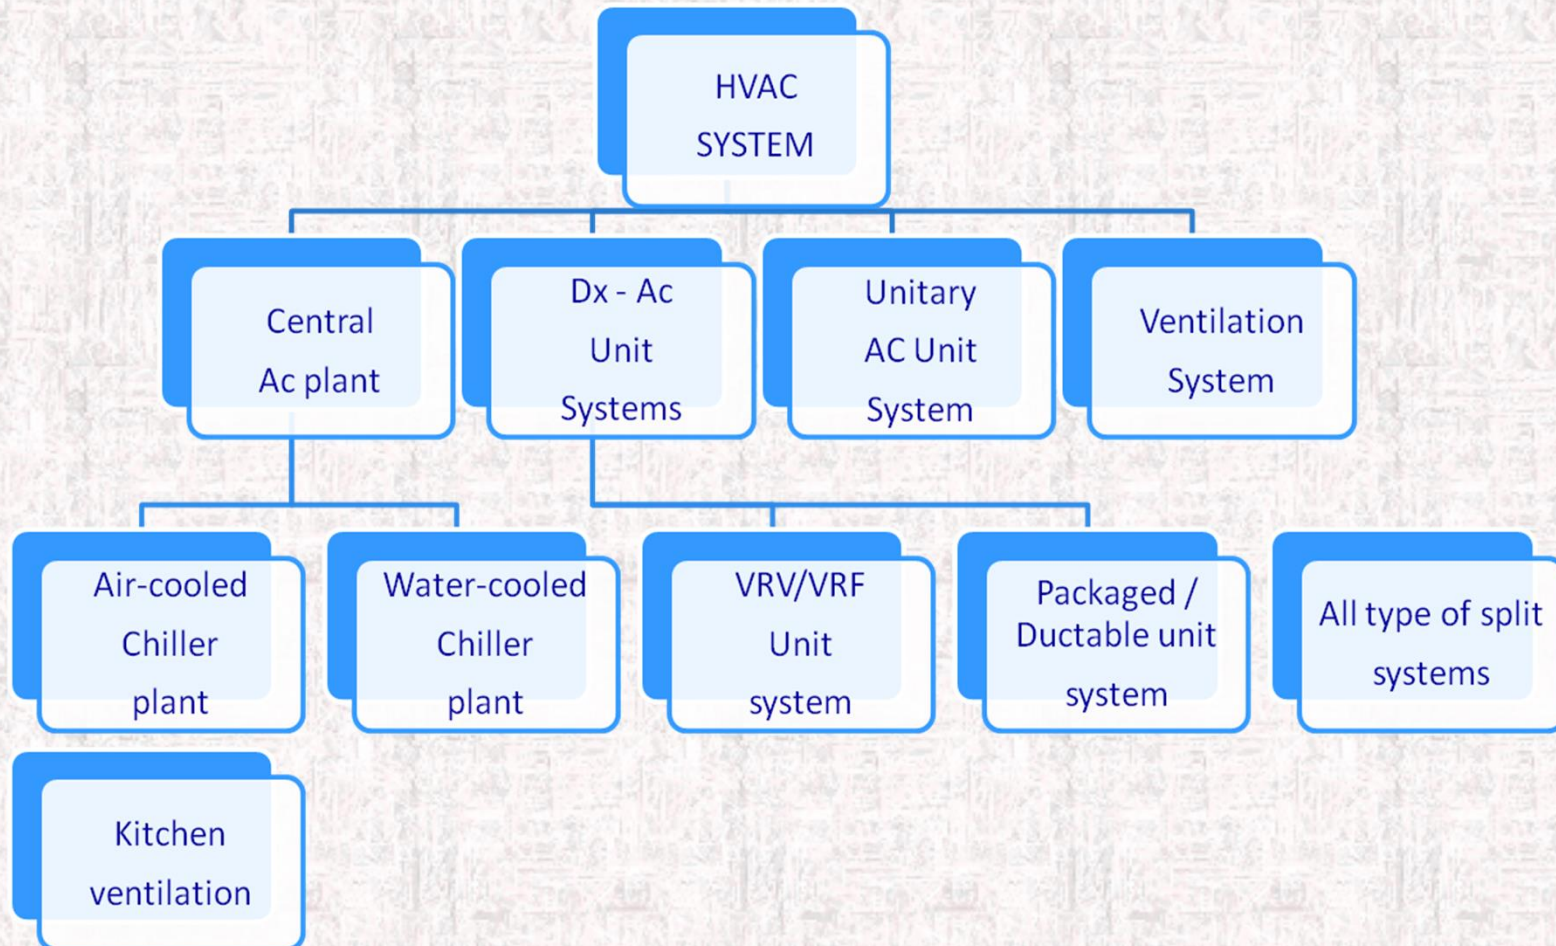 HVAC
SYSTEM
Central
Ac plant
Dx - Ac
Unit
Systems
Unitary
AC Unit
System
Ventilation
System
Air-cooled
Chiller
plant
Water-cooled
Chiller
plant
VRV/VRF
Unit
system
Packaged /
Ductable unit
system
All type of split
systems
Kitchen
ventilation